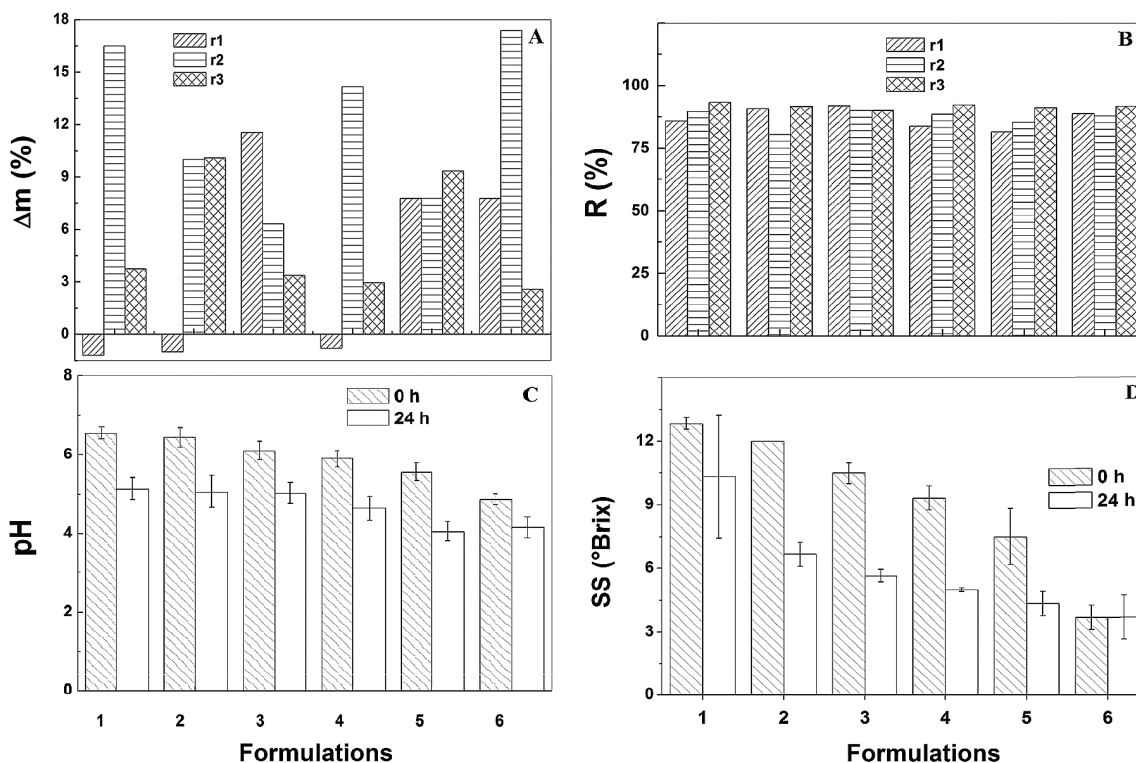 A
r1
r2
r3
Δm (%)
18
15
12
9
6
3
0
B
r1
r2
r3
R (%)
100
75
50
25
0
C
0 h
24 h
pH
8
6
4
2
0
1 2 3 4 5 6
Formulations
D
0 h
24 h
SS (°Brix)
12
9
6
3
0
1 2 3 4 5 6
Formulations